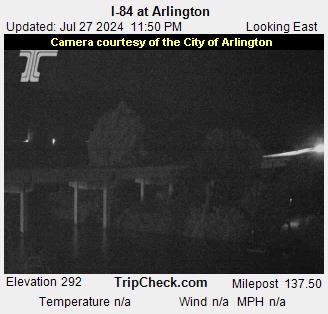 I-84 at Arlington
Updated: Jul 27 2024 11:50 PM Looking East
Camera courtesy of the City of Arlington
Elevation 292 TripCheck.com Milepost 137.50
Temperature n/a Wind n/a MPH n/a